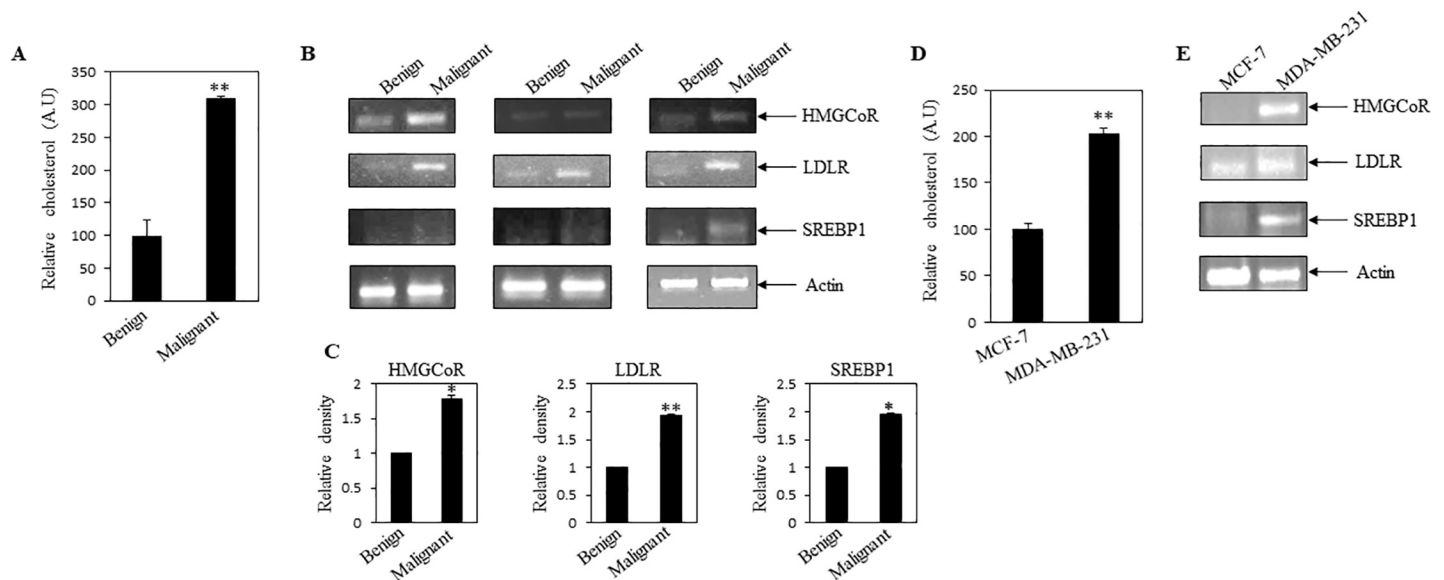 A
Relative cholesterol (A.U)
350
300
250
200
150
100
50
0
**
Benign
Malignant
B
Benign
Malignant
Benign
Malignant
Benign
Malignant
HMGCoR
LDLR
SREBP1
Actin
C
HMGCoR
Relative density
2
1.5
1
0.5
0
*
Benign
Malignant
LDLR
Relative density
2.5
2
1.5
1
0.5
0
**
Benign
Malignant
SREBP1
Relative density
2.5
2
1.5
1
0.5
0
*
Benign
Malignant
D
Relative cholesterol (A.U)
250
200
150
100
50
0
**
MCF-7
MDA-MB-231
E
MCF-7
MDA-MB-231
HMGCoR
LDLR
SREBP1
Actin